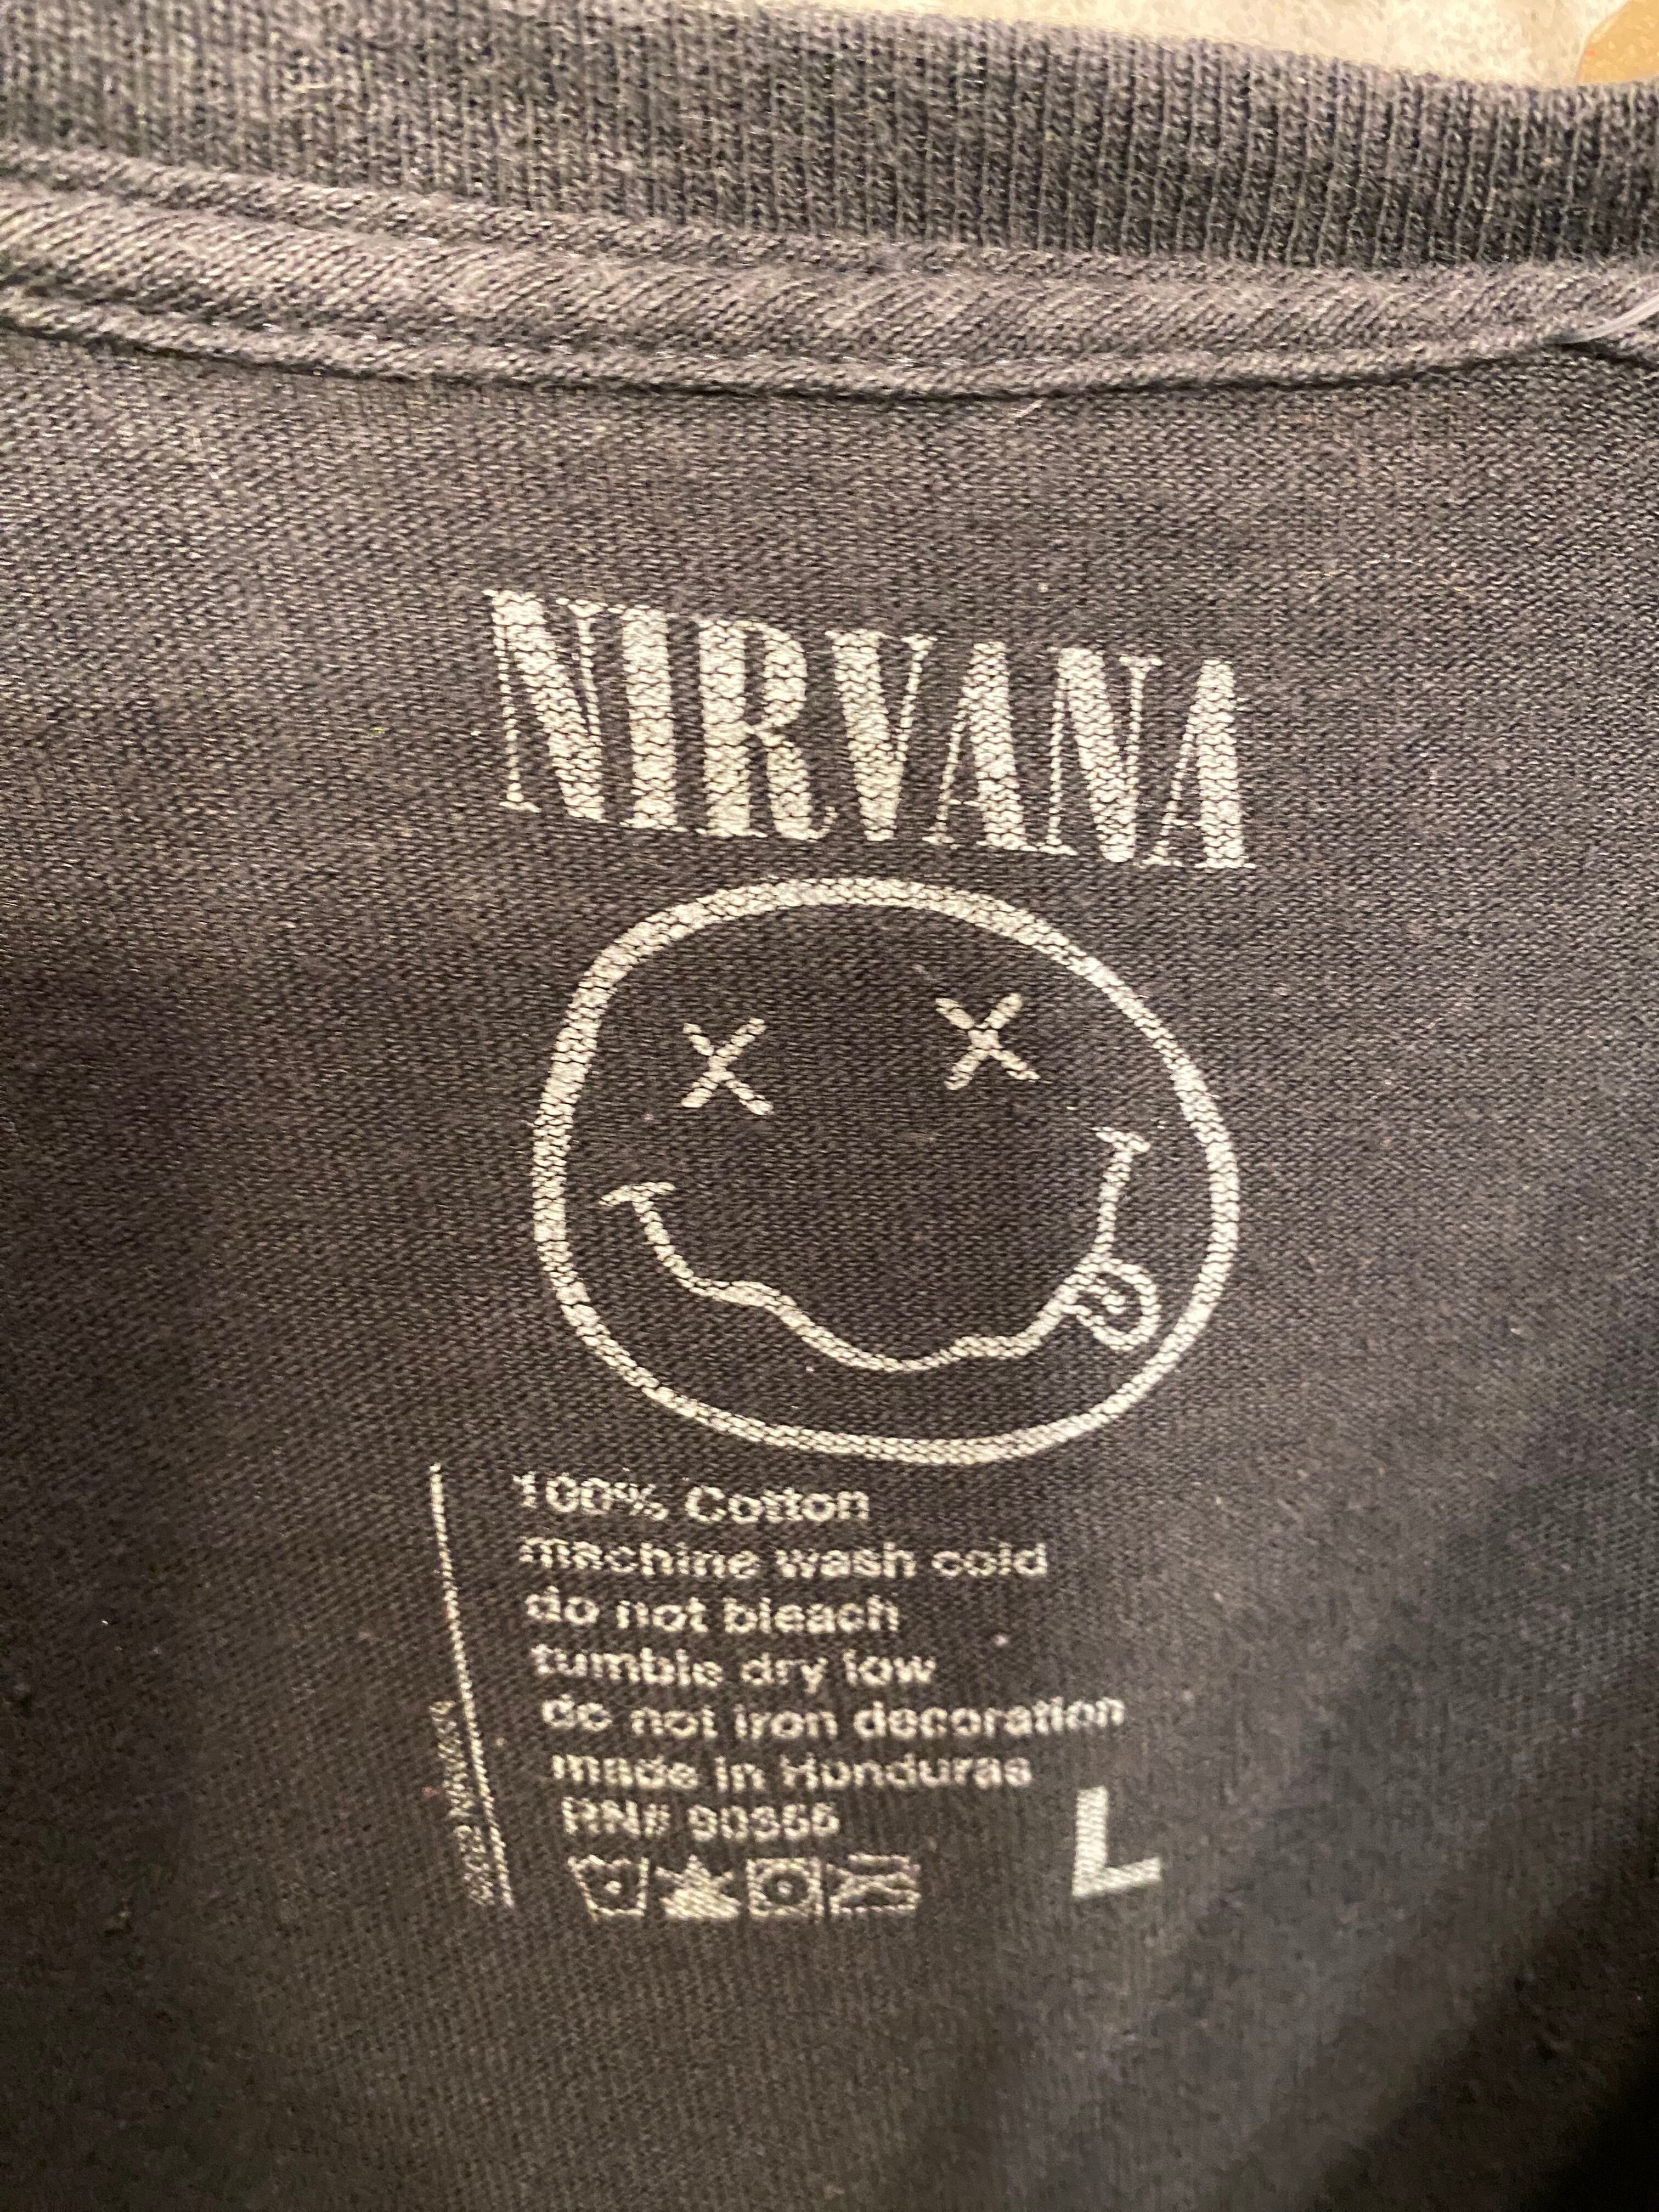 NIRVANA
100% Cotton
machine wash cold
do not bleach
tumble dry low
do not iron decoration
made in Honduras
RN# 90355
L